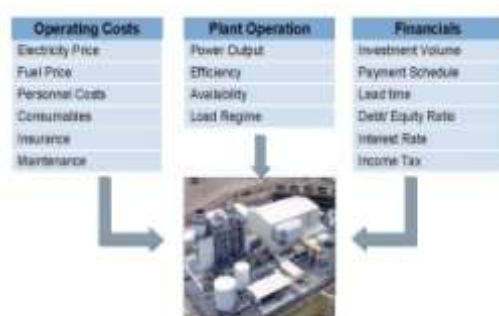 Operating Costs
Electricity Price
Fuel Price
Personnel Costs
Consumables
Insurance
Maintenance
Plant Operation
Power Output
Efficiency
Availability
Load Regime
Financials
Investment Volume
Payment Schedule
Lead time
Debt/ Equity Ratio
Interest Rate
Income Tax